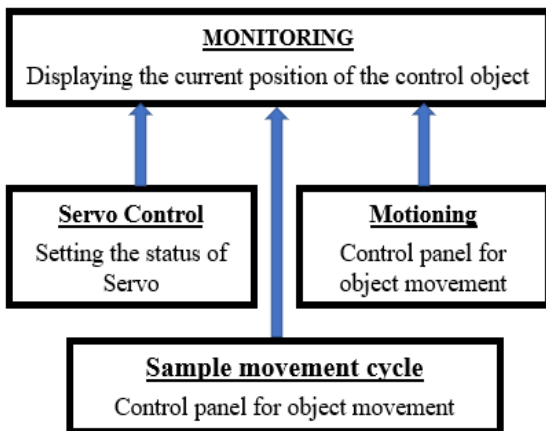 MONITORING
Displaying the current position of the control object
Servo Control
Setting the status of
Servo
Motioning
Control panel for
object movement
Sample movement cycle
Control panel for object movement